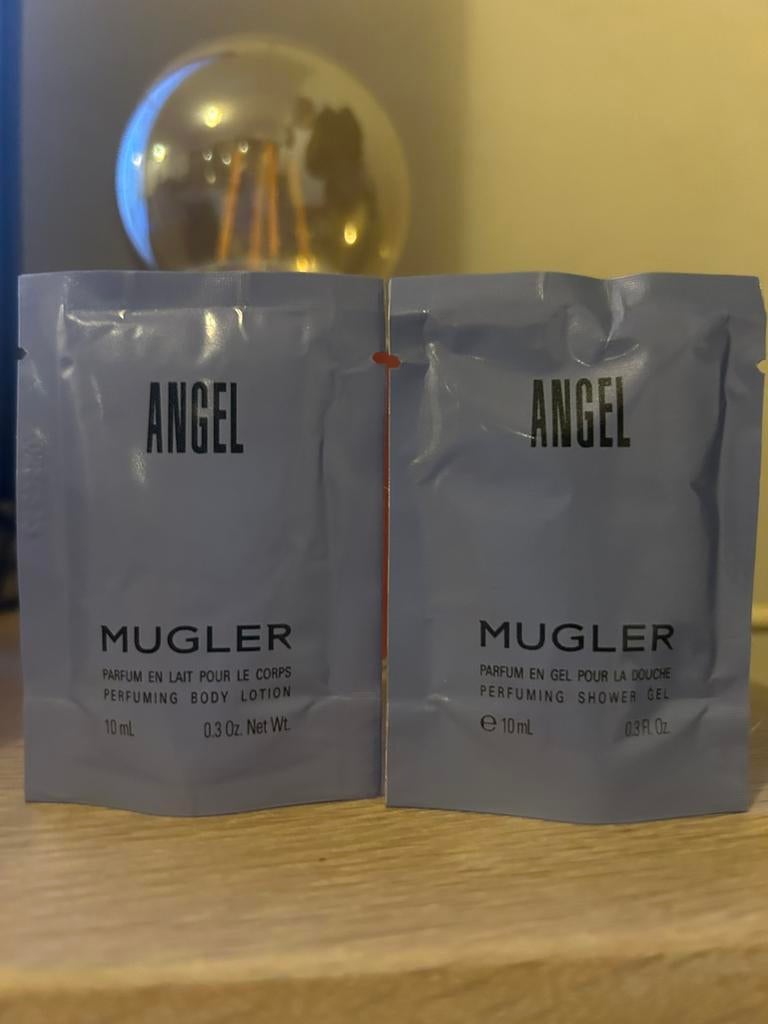 ANGEL
MUGLER
PARFUM EN LAIT POUR LE CORPS
PERFUMING BODY LOTION
10 mL 0.3 Oz. Net Wt.
ANGEL
MUGLER
PARFUM EN GEL POUR LA DOUCHE
PERFUMING SHOWER GEL
℮ 10 mL 0.3 Fl. Oz.